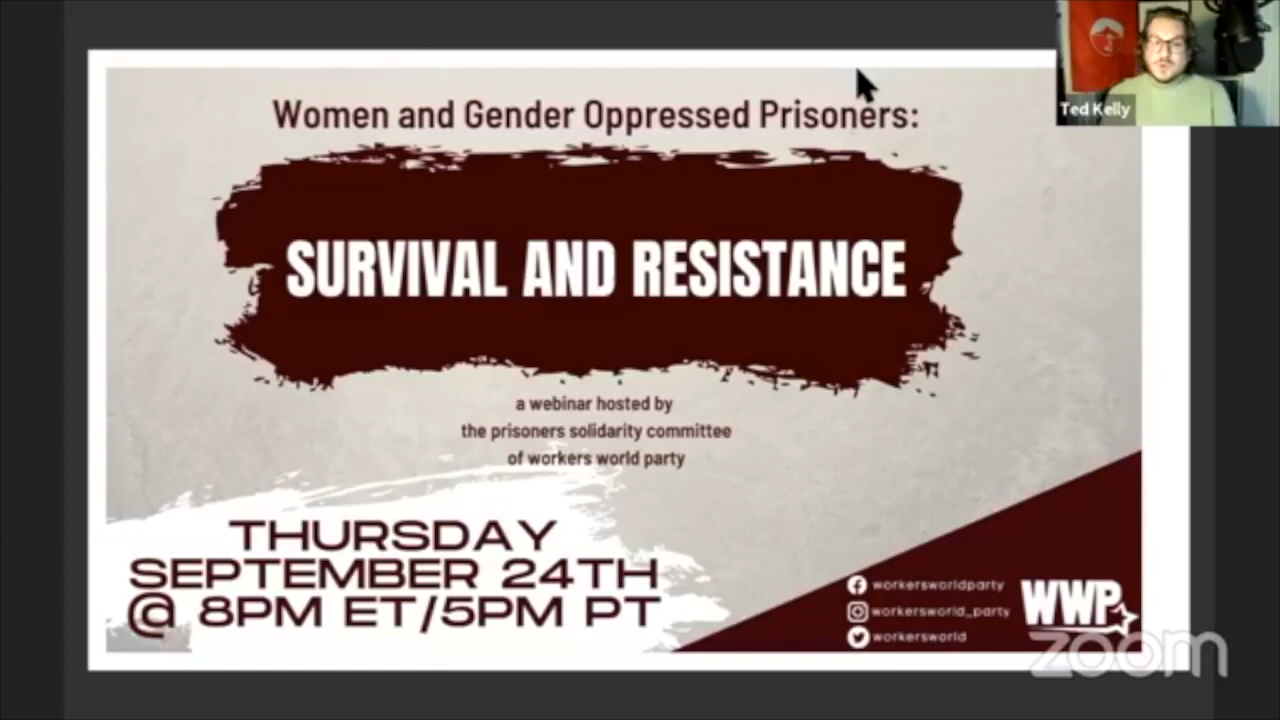 Women and Gender Oppressed Prisoners:
SURVIVAL AND RESISTANCE
a webinar hosted by
the prisoners solidarity committee
of workers world party
THURSDAY
SEPTEMBER 24TH
@ 8PM ET/5PM PT
workersworldparty
workersworld_party
workersworld
WWP
zoom
Ted Kelly